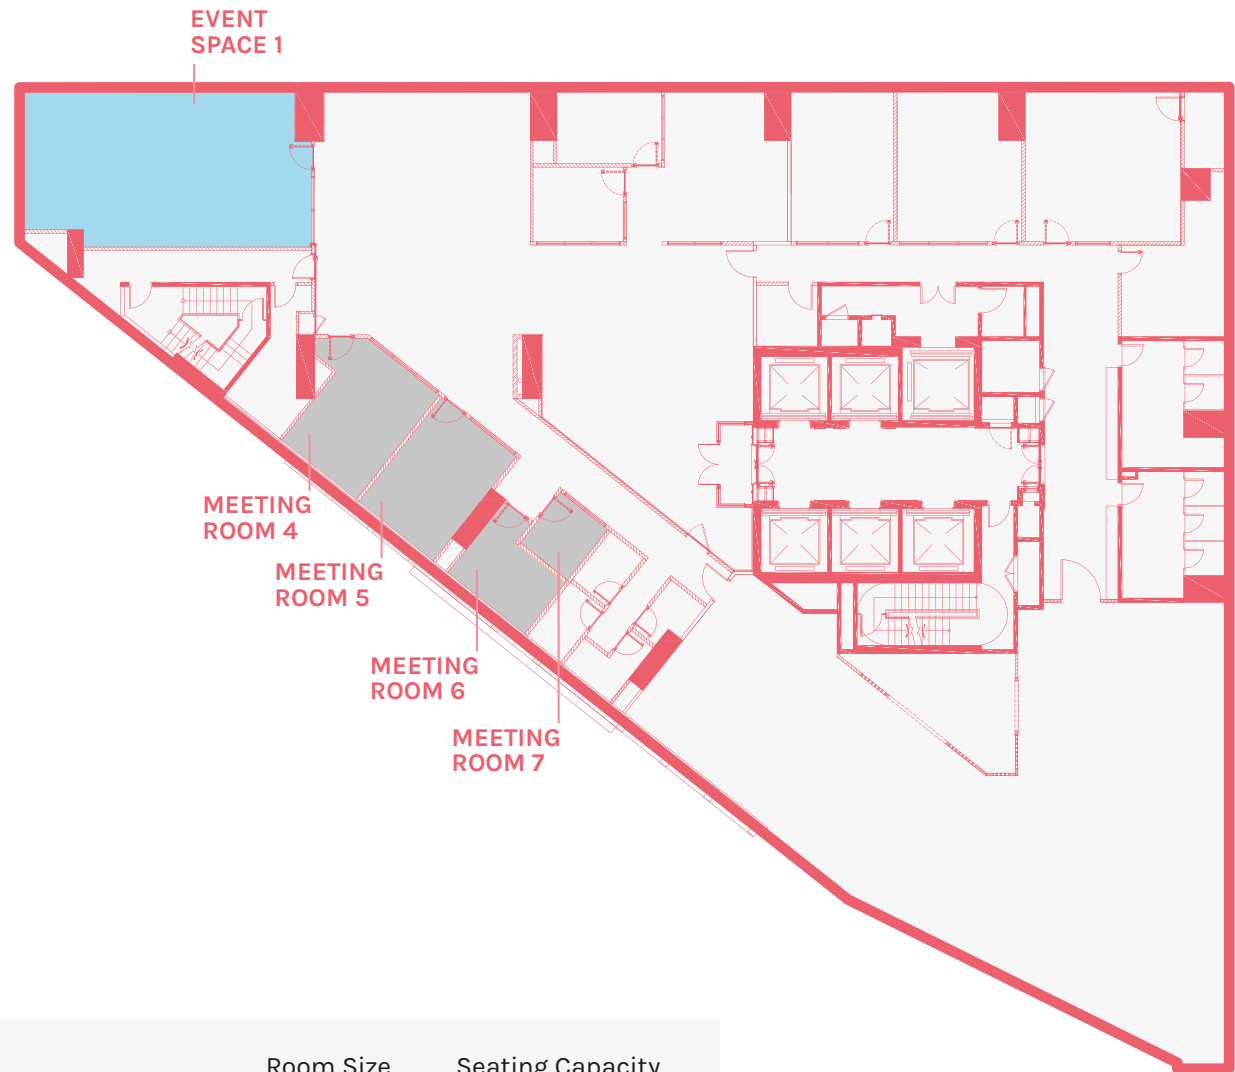 EVENT
SPACE 1
MEETING
ROOM 4
MEETING
ROOM 5
MEETING
ROOM 6
MEETING
ROOM 7
Room Size Seating Capacity